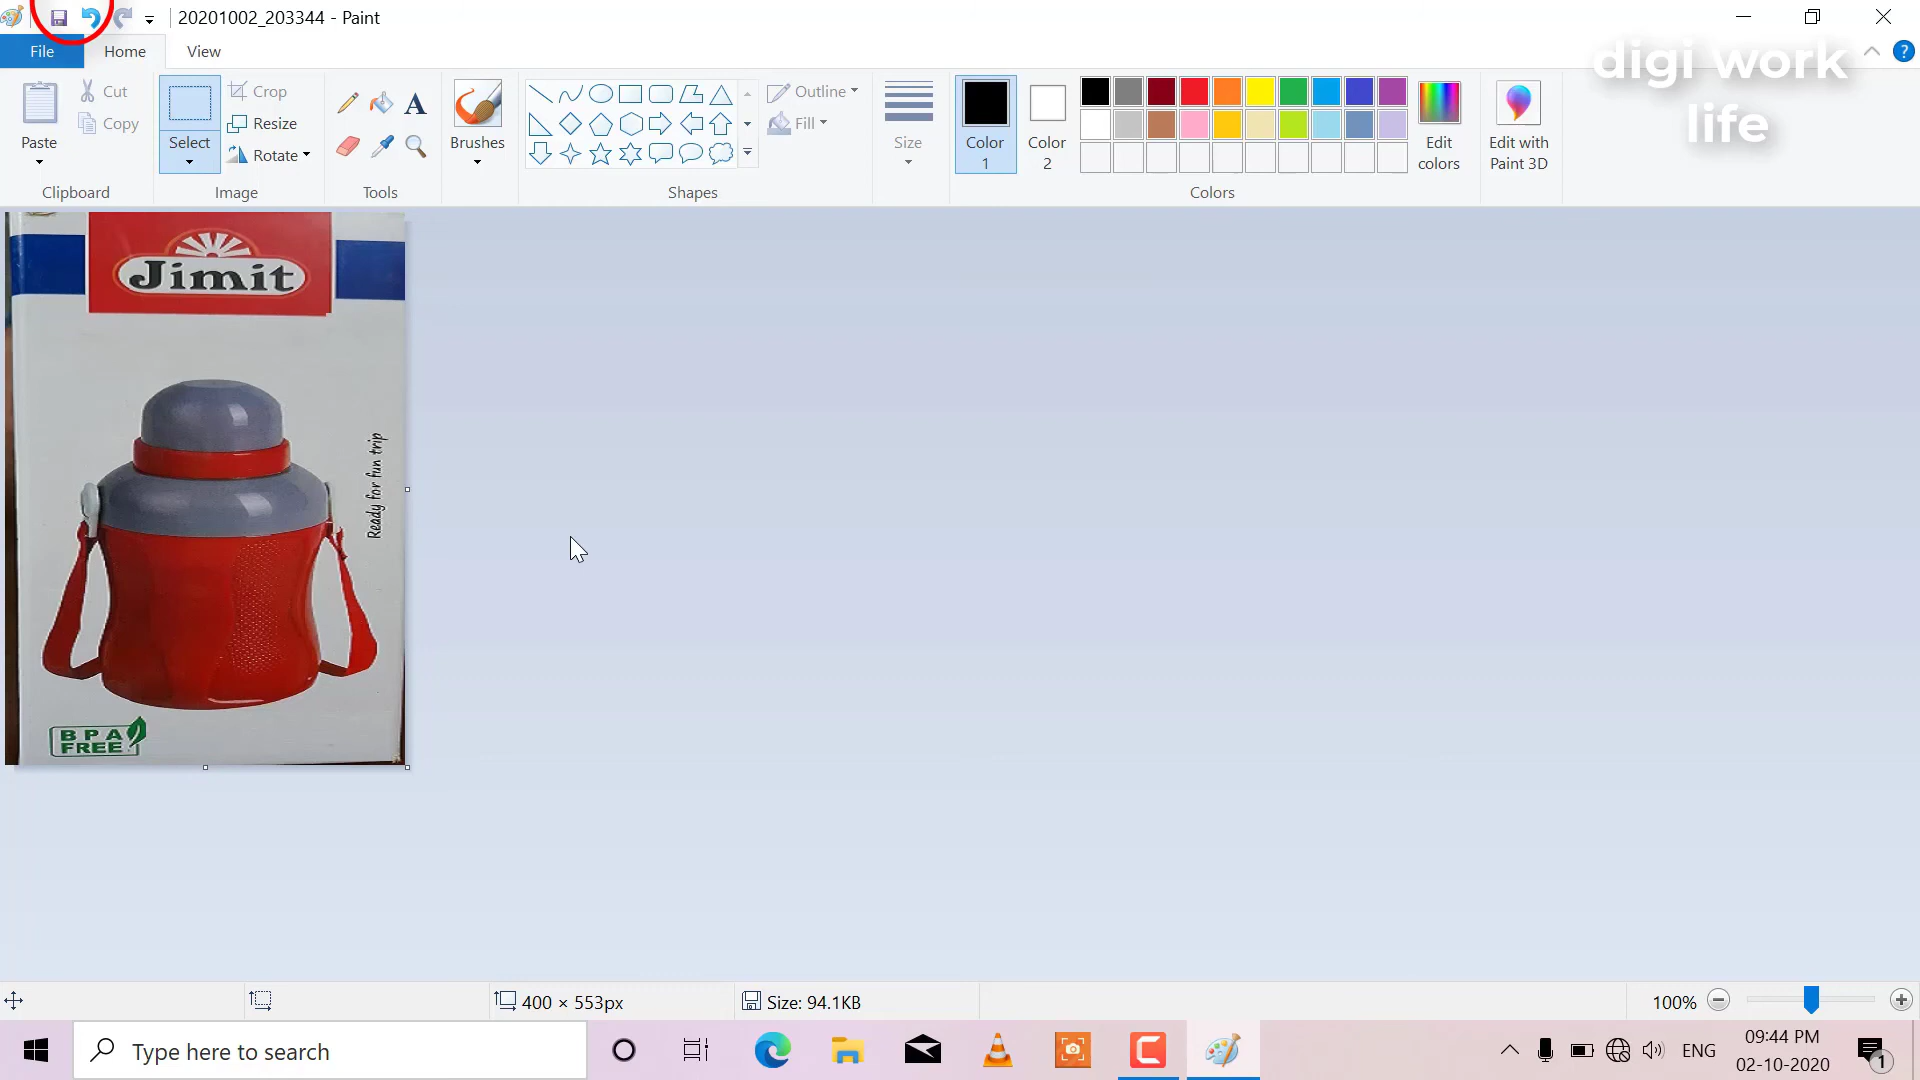 20201002_203344 - Paint
File Home View
digi work
life
Paste
Cut
Copy
Clipboard
Select
Crop
Resize
Rotate
Image
Tools
Brushes
Shapes
Outline
Fill
Size
Color
1
Color
2
Colors
Edit
colors
Edit with
Paint 3D
Jimit
Ready for fun trip
BPA
FREE
400 × 553px
Size: 94.1KB
100%
Type here to search
ENG
09:44 PM
02-10-2020
1